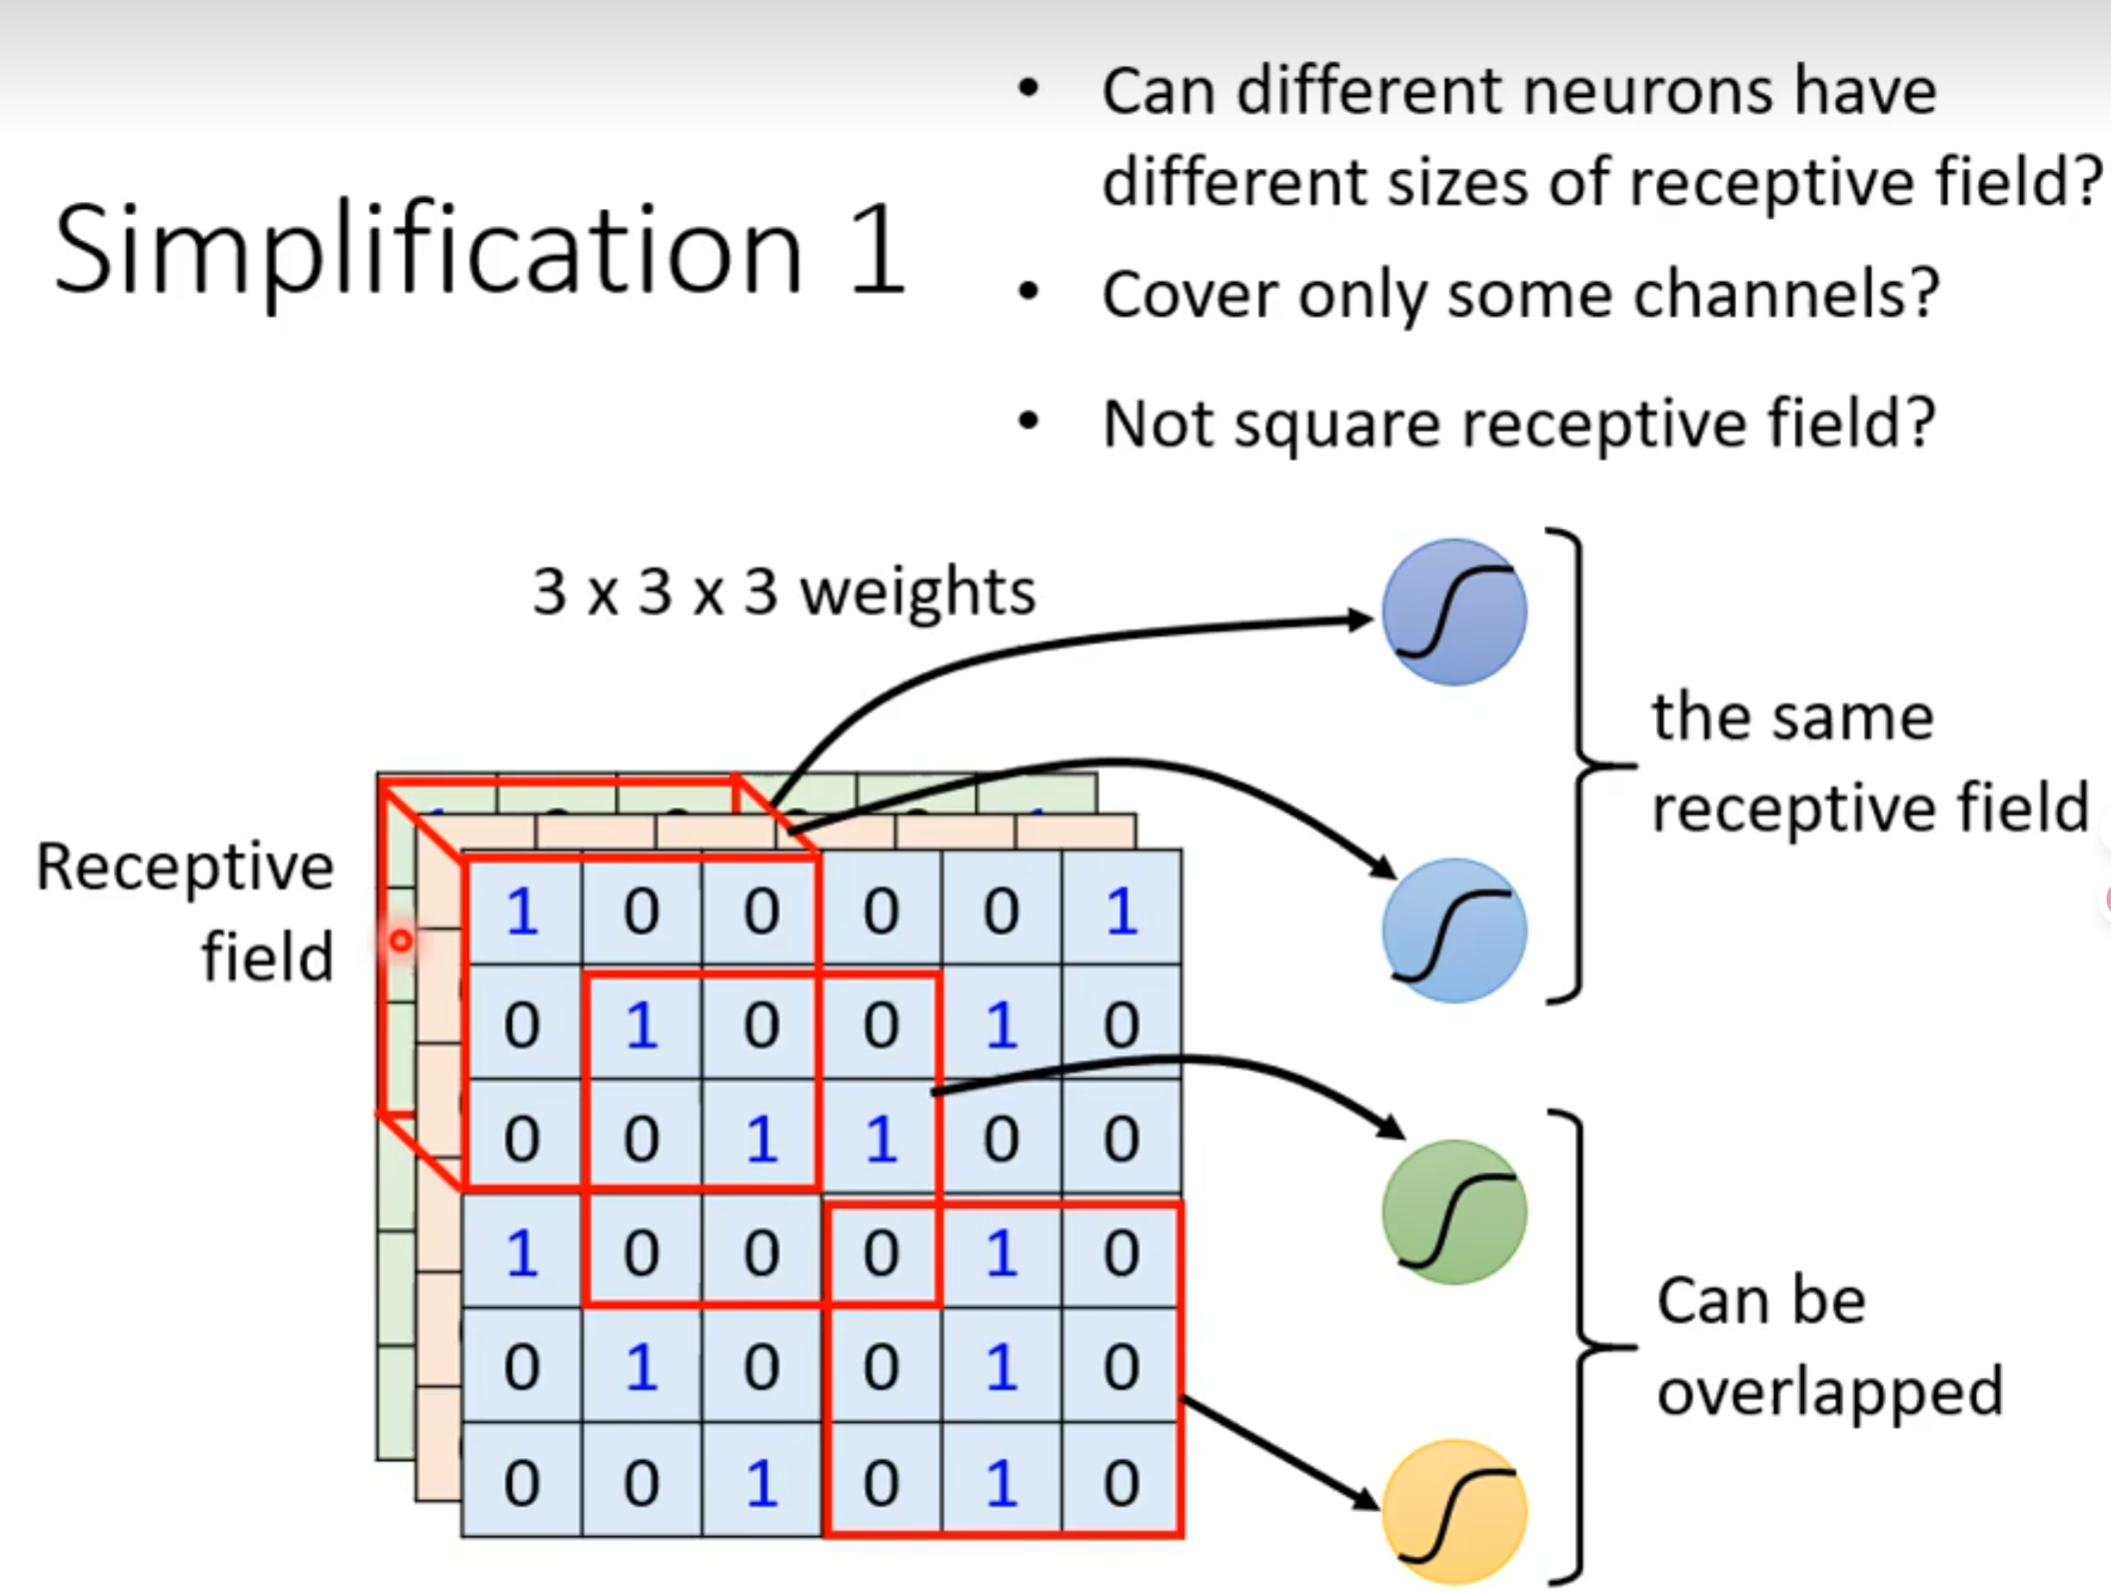 Simplification 1
• Can different neurons have
different sizes of receptive field?
• Cover only some channels?
• Not square receptive field?
3 x 3 x 3 weights
the same
receptive field
Receptive
field
1 0 0 0 0 1
0 1 0 0 1 0
0 0 1 1 0 0
1 0 0 0 1 0
0 1 0 0 1 0
0 0 1 0 1 0
Can be
overlapped